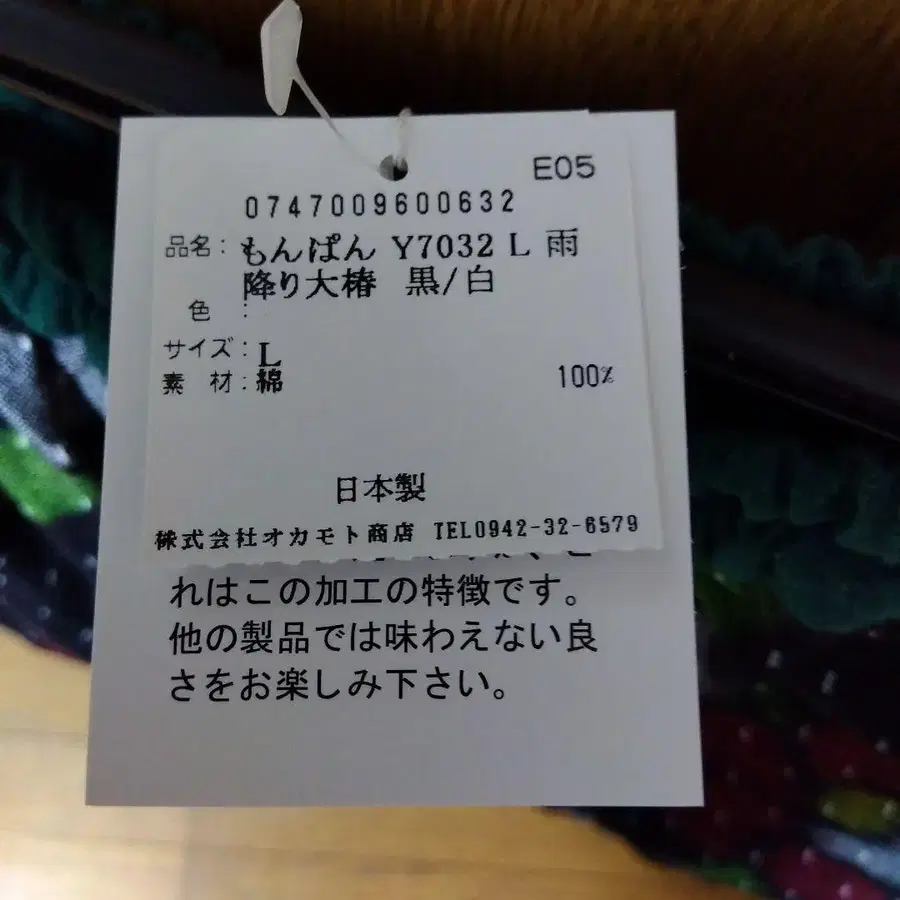 E05
0747009600632
品名：もんぱん Y7032 L 雨
降り大椿 黒/白
色 ：
サイズ：L
素 材：綿 100%
日本製
株式会社オカモト商店 TEL0942-32-6579
れはこの加工の特徴です。
他の製品では味わえない良
さをお楽しみ下さい。